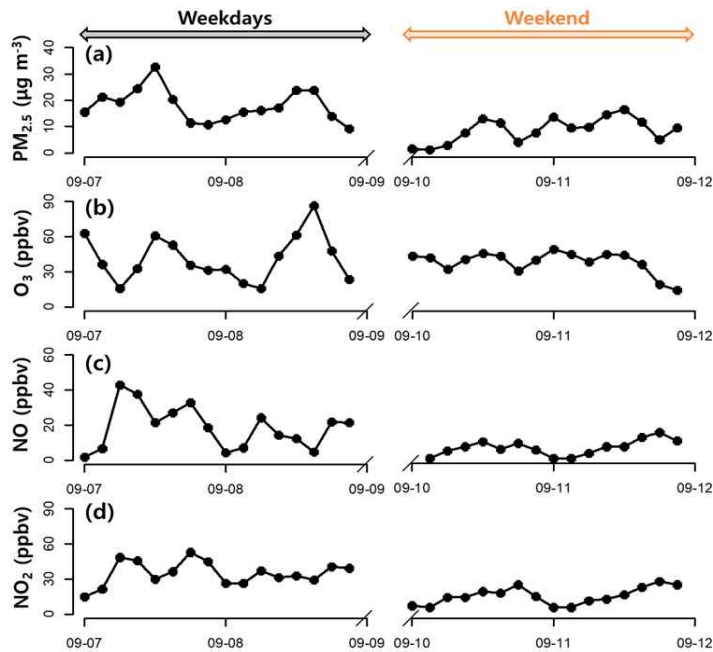 Weekdays Weekend
(a)
PM2.5 (μg m-3)
0 10 20 30 40
09-07 09-08 09-09 09-10 09-11 09-12
(b)
O3 (ppbv)
0 30 60 90
09-07 09-08 09-09 09-10 09-11 09-12
(c)
NO (ppbv)
0 20 40 60
09-07 09-08 09-09 09-10 09-11 09-12
(d)
NO2 (ppbv)
0 30 60 90
09-07 09-08 09-09 09-10 09-11 09-12